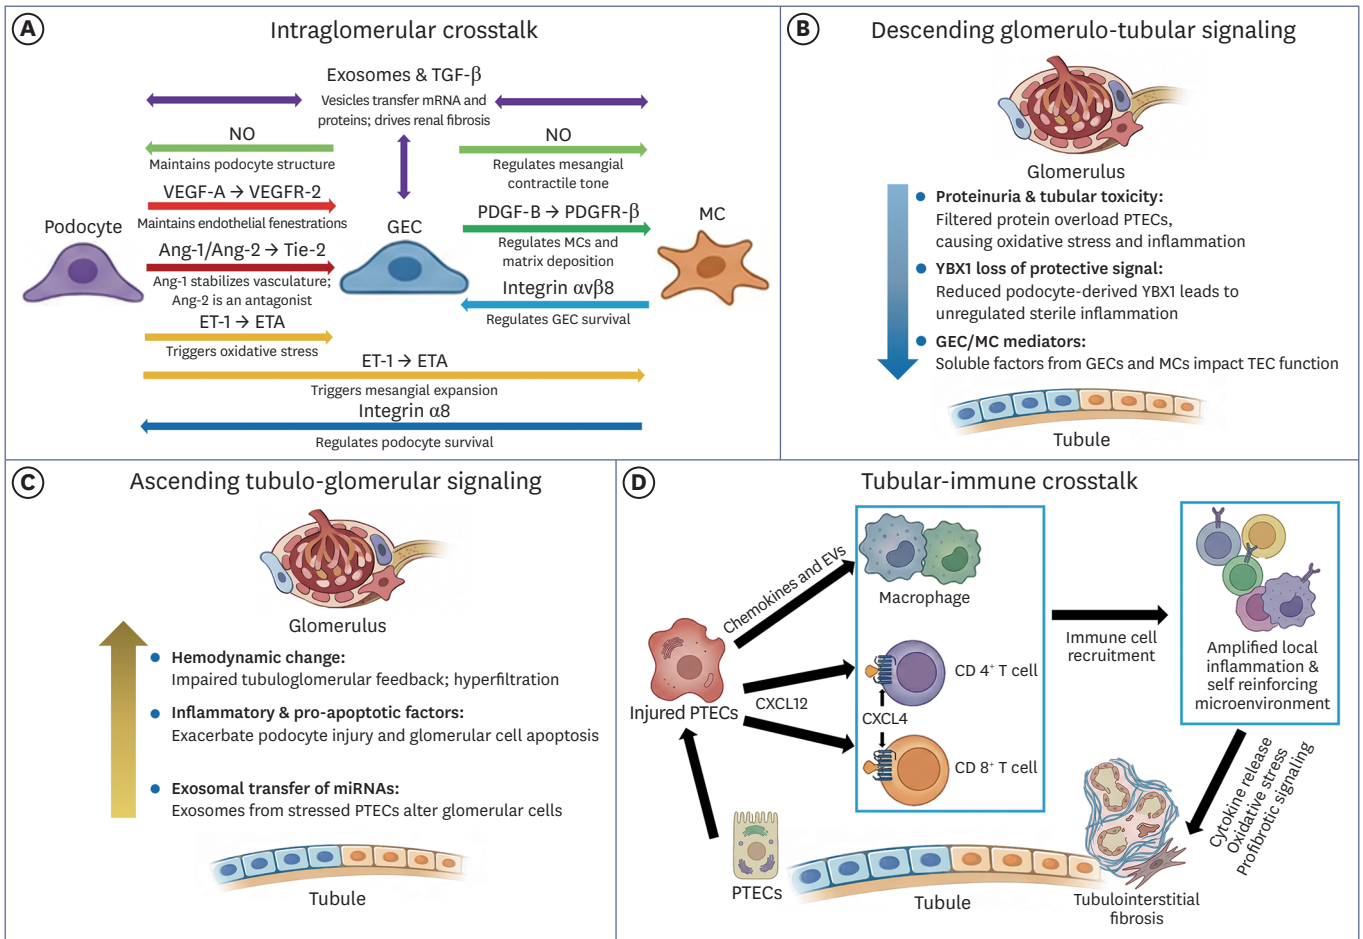 A
Intraglomerular crosstalk
Exosomes & TGF-β
Vesicles transfer mRNA and
proteins; drives renal fibrosis
NO
Maintains podocyte structure
NO
Regulates mesangial
contractile tone
VEGF-A → VEGFR-2
Maintains endothelial fenestrations
PDGF-B → PDGFR-β
Regulates MCs and
matrix deposition
Podocyte
GEC
MC
Ang-1/Ang-2 → Tie-2
Ang-1 stabilizes vasculature;
Ang-2 is an antagonist
Integrin αvβ8
Regulates GEC survival
ET-1 → ETA
Triggers oxidative stress
ET-1 → ETA
Triggers mesangial expansion
Integrin α8
Regulates podocyte survival
B
Descending glomerulo-tubular signaling
Glomerulus
• Proteinuria & tubular toxicity:
Filtered protein overload PTECs,
causing oxidative stress and inflammation
• YBX1 loss of protective signal:
Reduced podocyte-derived YBX1 leads to
unregulated sterile inflammation
• GEC/MC mediators:
Soluble factors from GECs and MCs impact TEC function
Tubule
C
Ascending tubulo-glomerular signaling
Glomerulus
• Hemodynamic change:
Impaired tubuloglomerular feedback; hyperfiltration
• Inflammatory & pro-apoptotic factors:
Exacerbate podocyte injury and glomerular cell apoptosis
• Exosomal transfer of miRNAs:
Exosomes from stressed PTECs alter glomerular cells
Tubule
D
Tubular-immune crosstalk
Chemokines and EVs
Macrophage
Injured PTECs
CXCL12
CD 4⁺ T cell
CXCL4
CD 8⁺ T cell
Immune cell
recruitment
Amplified local
inflammation &
self reinforcing
microenvironment
Cytokine release
Oxidative stress
Profibrotic signaling
PTECs
Tubule
Tubulointerstitial
fibrosis